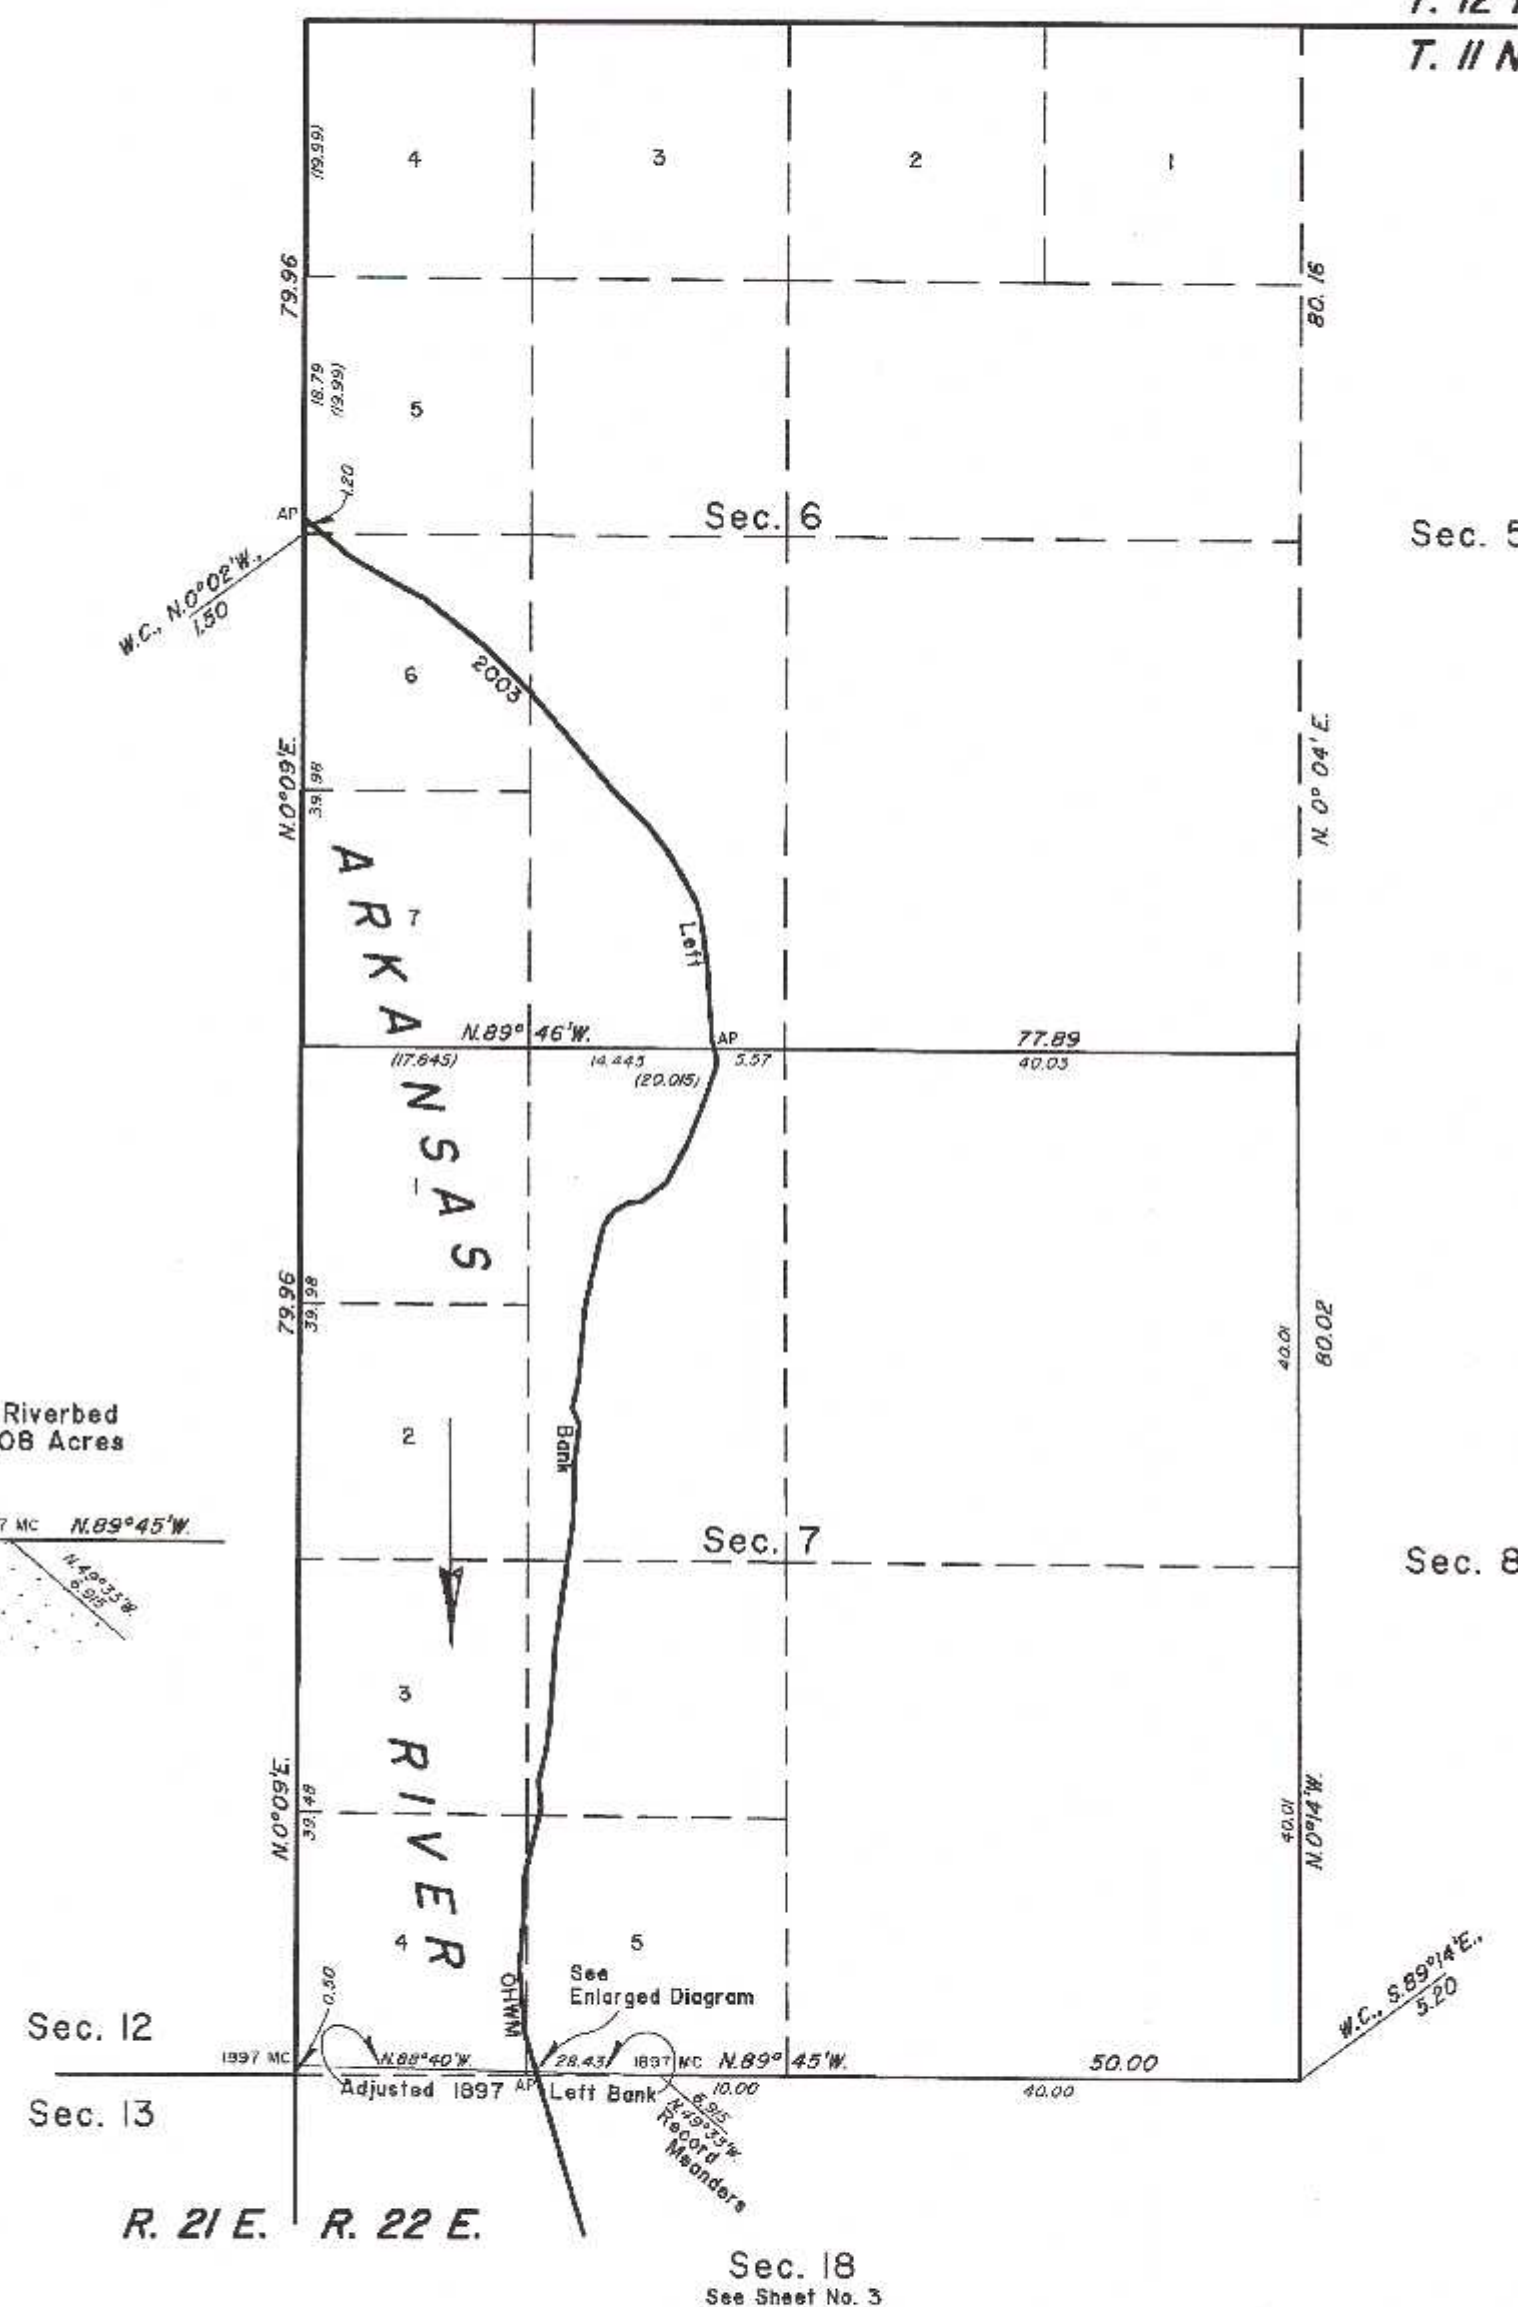 T. 11 N
(19.99)
4
3
2
1
79.96
80.16
18.79
(19.99)
5
1.20
AP
Sec. 6
Sec. 5
W.C., N.0°02'W.,
1.50
6
2003
N.0°09'E.
39.98
N. 0° 04' E.
ARKANSAS
7
Left
N.89° 46'W.
AP
77.89
(17.845)
14.445
5.57
40.03
(20.015)
1
79.96
39.98
40.01
80.02
Riverbed
08 Acres
2
Bank
7 MC N.89°45'W.
N.49°33'W.
6.915
Sec. 7
Sec. 8
3
RIVER
N.0°09'E.
39.48
40.01
N.0°14'W.
4
5
0.50
OHWM
See
Enlarged Diagram
W.C., S.89°14'E.,
5.20
Sec. 12
1997 MC
N.88°40'W.
28.43
1897 MC
N.89° 45'W.
50.00
Adjusted 1897
AP
Left Bank
10.00
40.00
Sec. 13
6.915
N.49°33'W.
Record
Meanders
R. 21 E.
R. 22 E.
Sec. 18
See Sheet No. 3